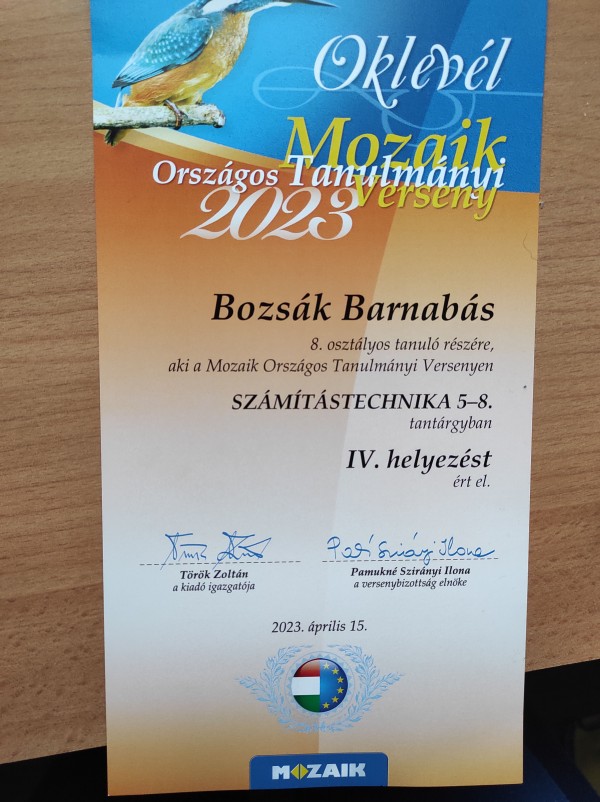 Oklevél
Mozaik
Országos Tanulmányi
Verseny
2023
Bozsák Barnabás
8. osztályos tanuló részére,
aki a Mozaik Országos Tanulmányi Versenyen
SZÁMÍTÁSTECHNIKA 5–8.
tantárgyban
IV. helyezést
ért el.
Török Zoltán
a kiadó igazgatója
Pamukné Szirányi Ilona
a versenybizottság elnöke
2023. április 15.
MOZAIK